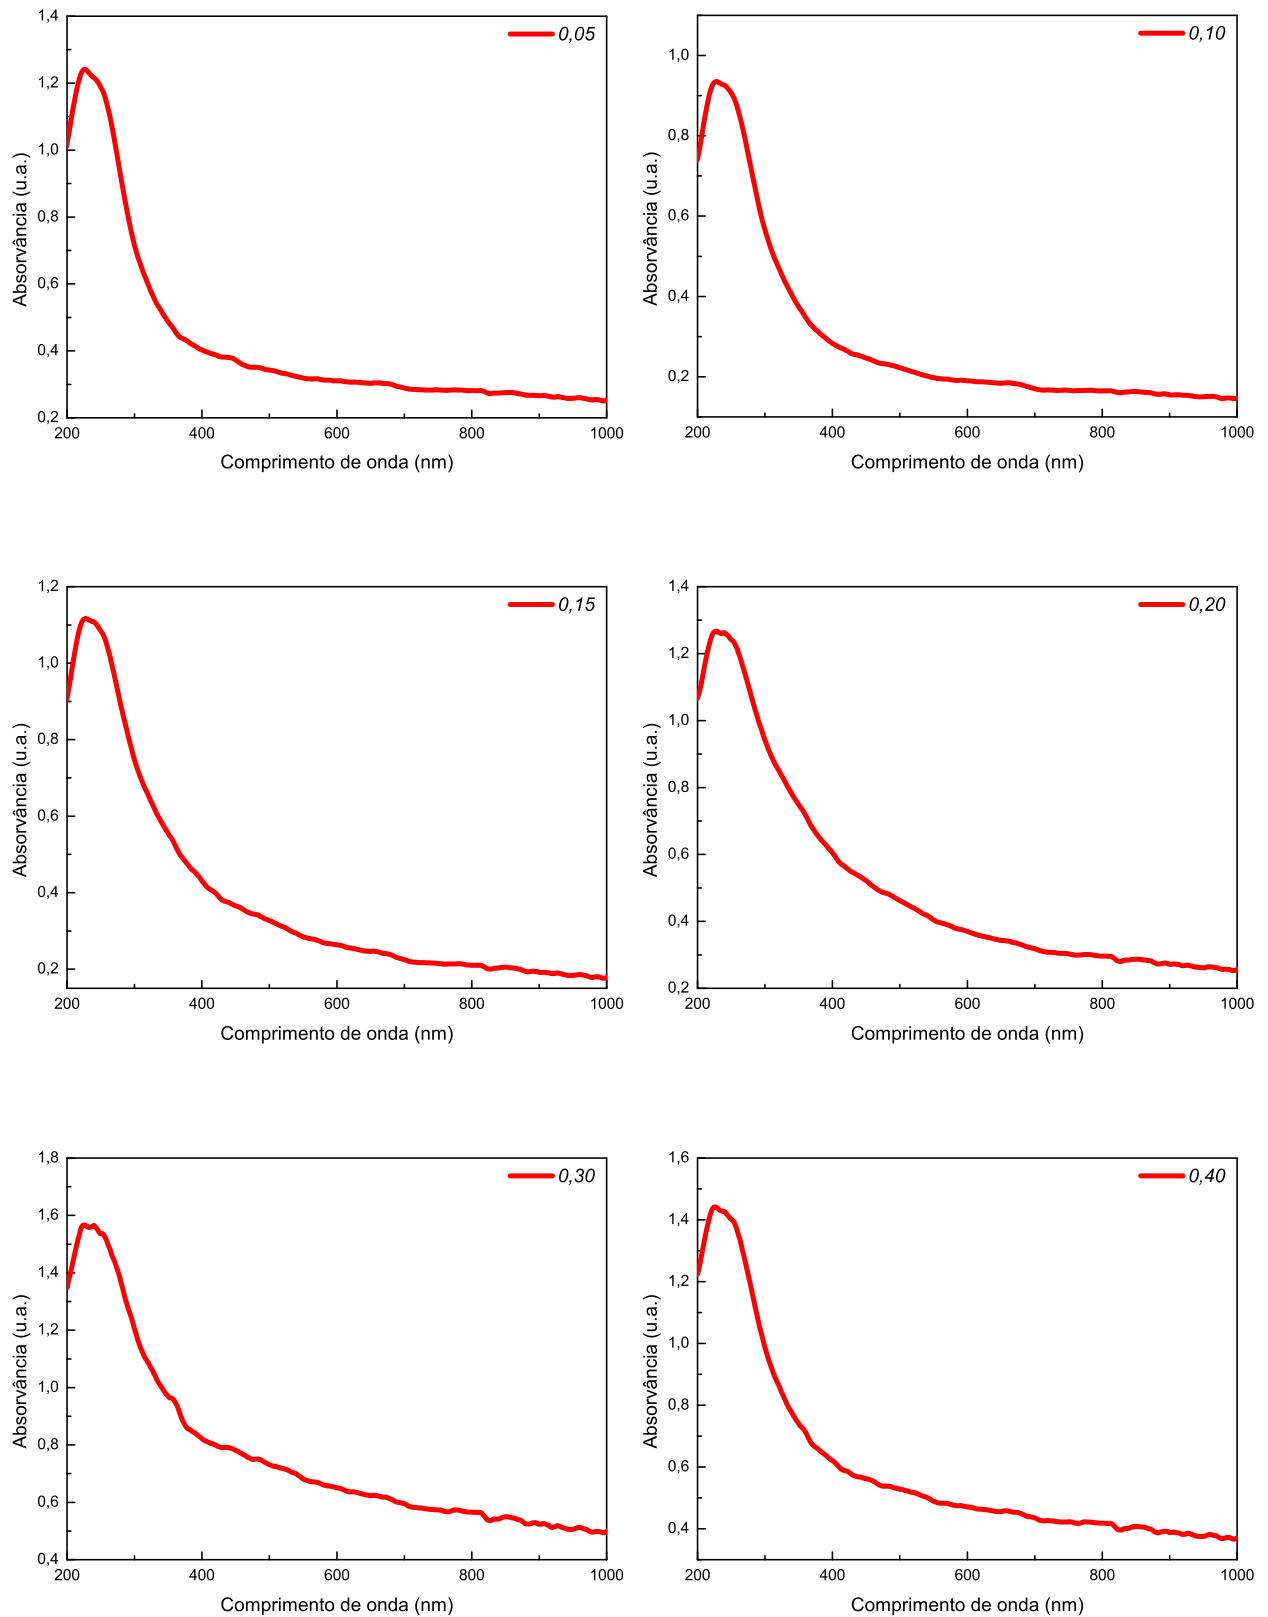 1,4
1,2
1,0
0,8
0,6
0,4
0,2
200 400 600 800 1000
Absorvância (u.a.)
Comprimento de onda (nm)
0,05
1,0
0,8
0,6
0,4
0,2
200 400 600 800 1000
Absorvância (u.a.)
Comprimento de onda (nm)
0,10
1,2
1,0
0,8
0,6
0,4
0,2
200 400 600 800 1000
Absorvância (u.a.)
Comprimento de onda (nm)
0,15
1,4
1,2
1,0
0,8
0,6
0,4
0,2
200 400 600 800 1000
Absorvância (u.a.)
Comprimento de onda (nm)
0,20
1,8
1,6
1,4
1,2
1,0
0,8
0,6
0,4
200 400 600 800 1000
Absorvância (u.a.)
Comprimento de onda (nm)
0,30
1,6
1,4
1,2
1,0
0,8
0,6
0,4
200 400 600 800 1000
Absorvância (u.a.)
Comprimento de onda (nm)
0,40